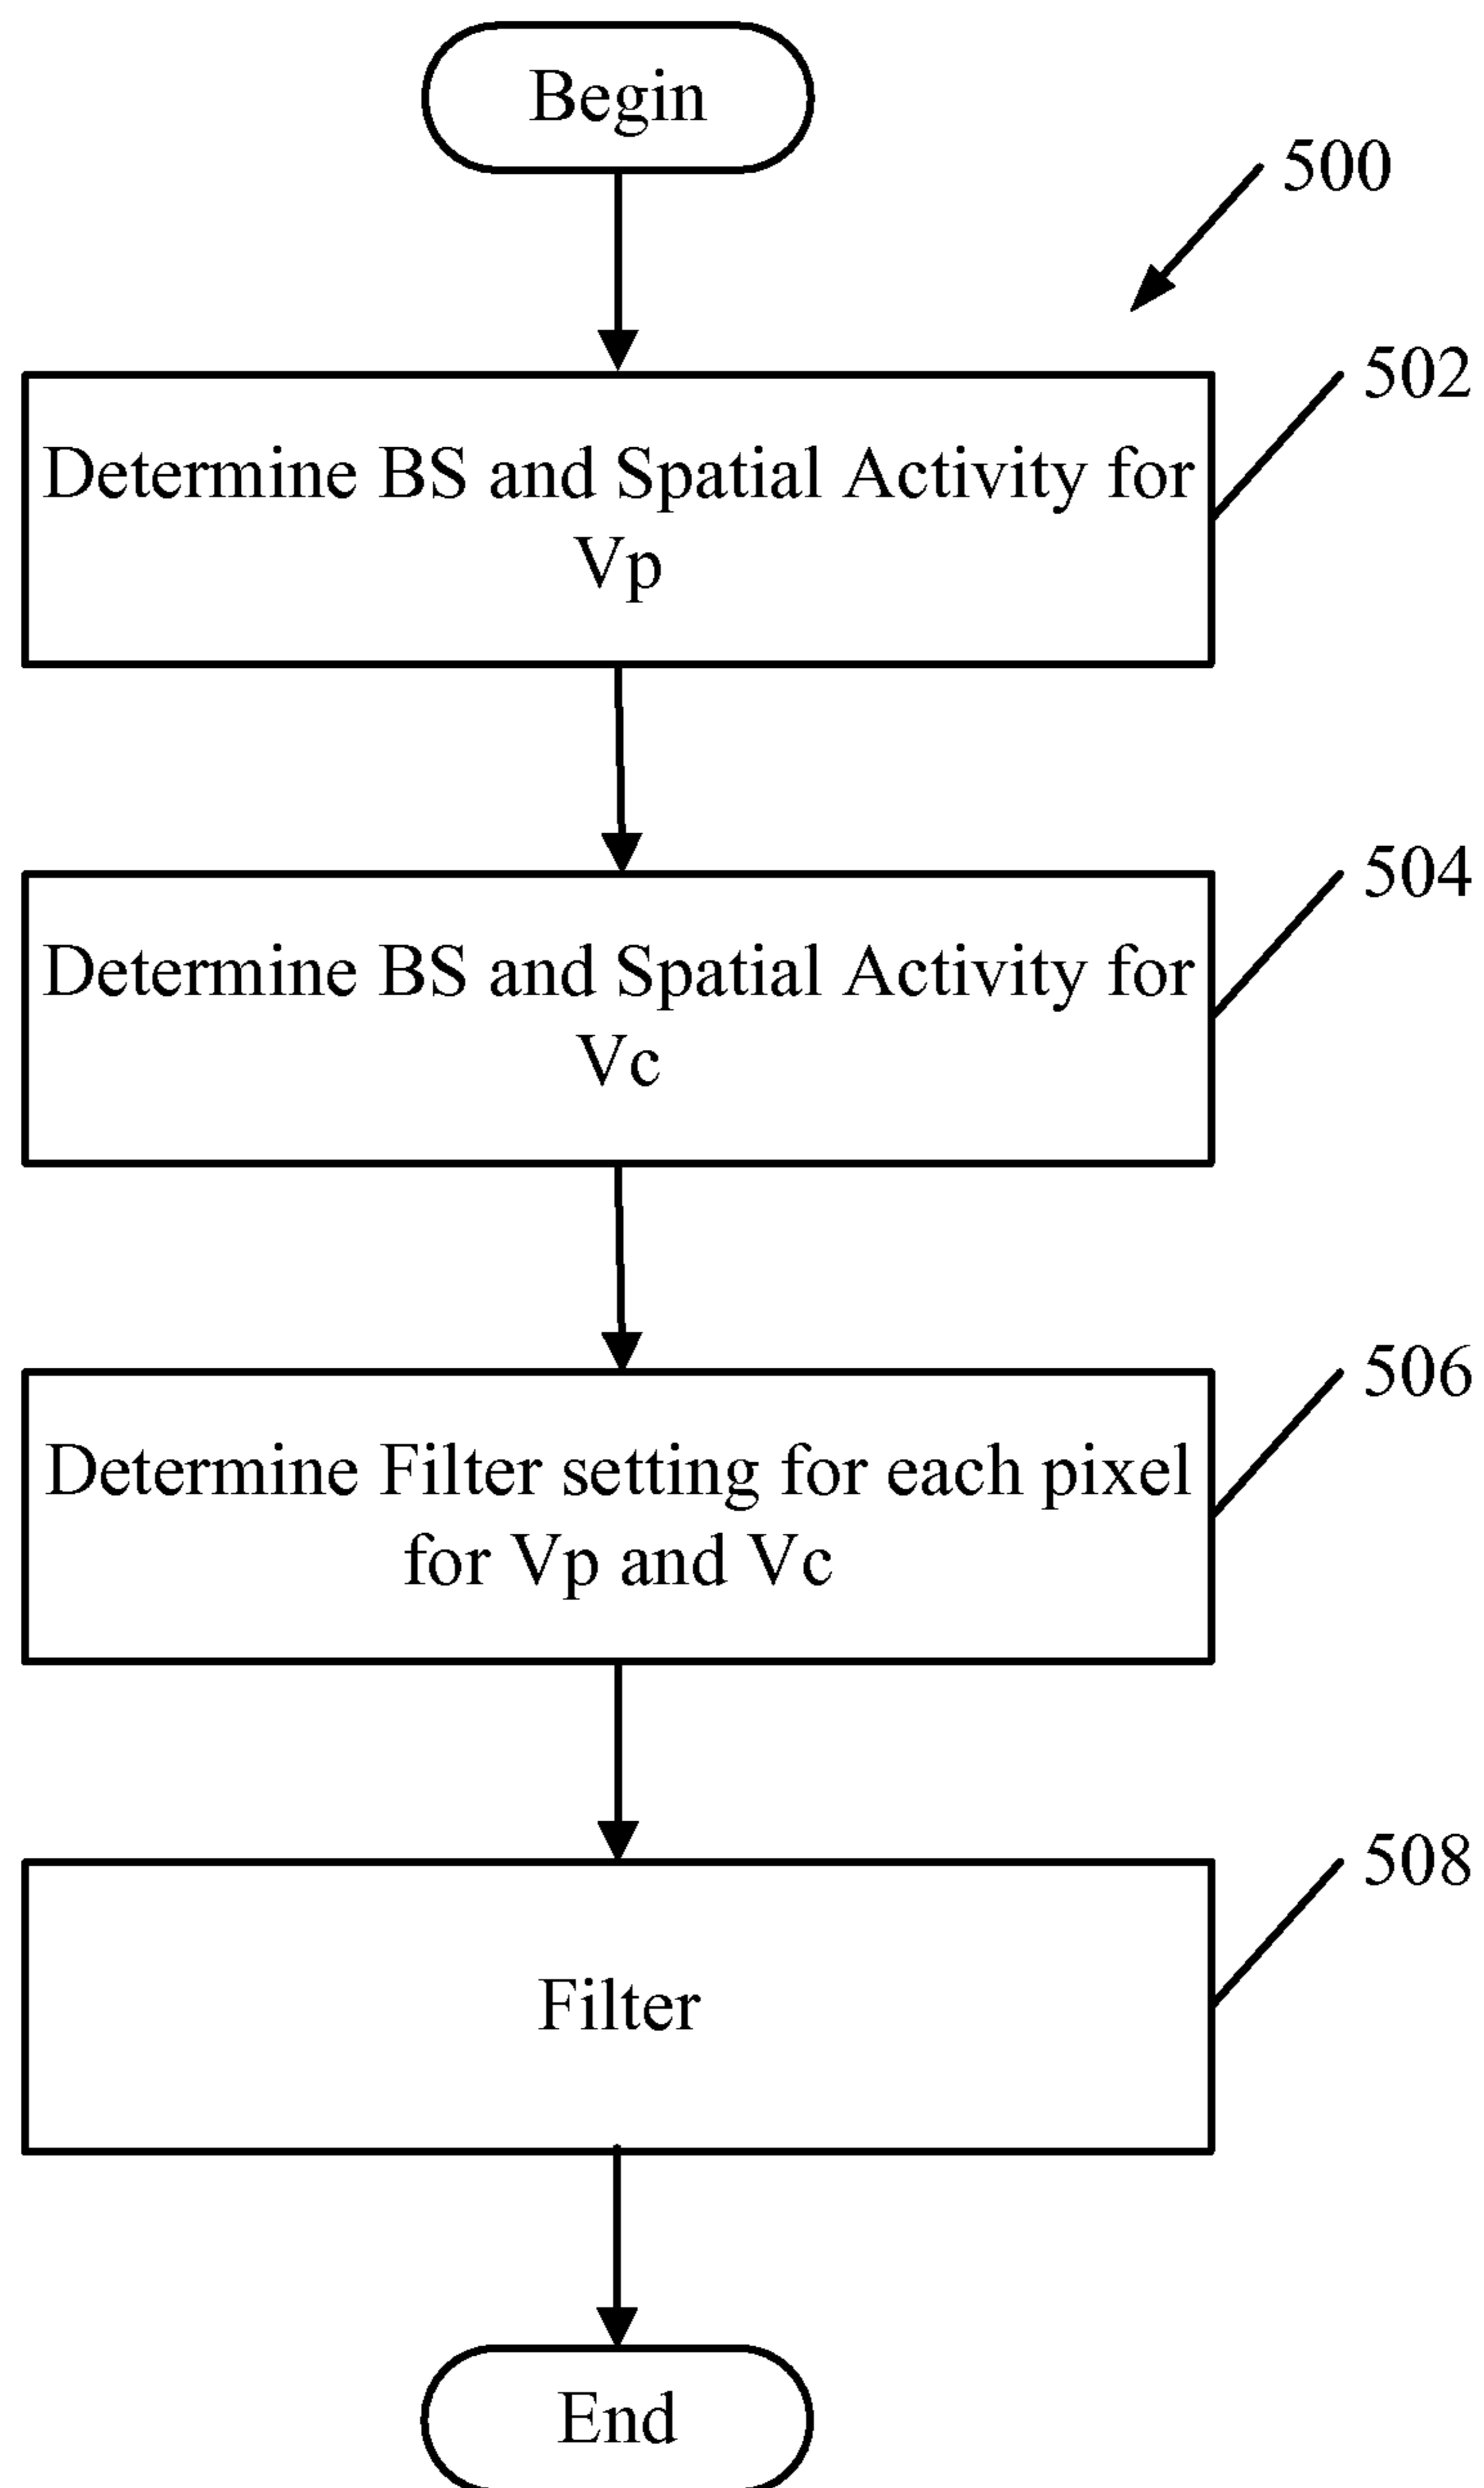 Begin
500
502
Determine BS and Spatial Activity for
Vp
504
Determine BS and Spatial Activity for
Vc
506
Determine Filter setting for each pixel
for Vp and Vc
508
Filter
End